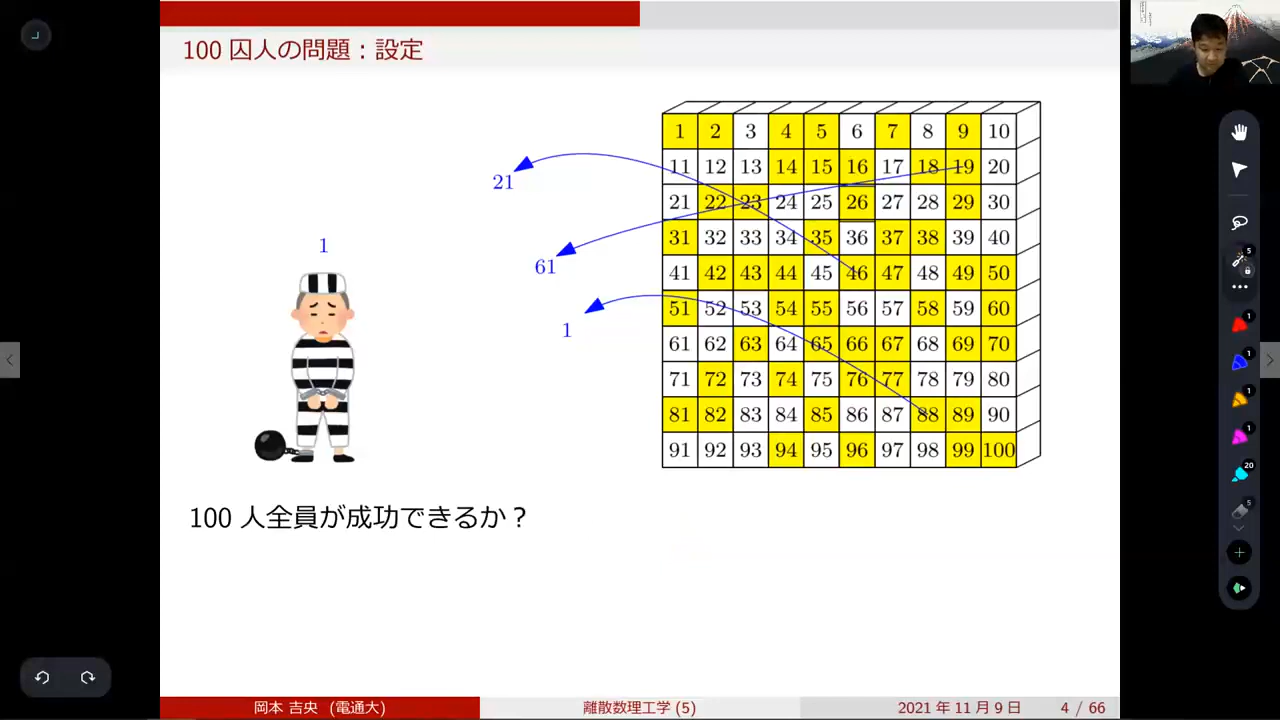 100 囚人の問題：設定
1 2 3 4 5 6 7 8 9 10
11 12 13 14 15 16 17 18 19 20
21 22 23 24 25 26 27 28 29 30
31 32 33 34 35 36 37 38 39 40
41 42 43 44 45 46 47 48 49 50
51 52 53 54 55 56 57 58 59 60
61 62 63 64 65 66 67 68 69 70
71 72 73 74 75 76 77 78 79 80
81 82 83 84 85 86 87 88 89 90
91 92 93 94 95 96 97 98 99 100
21
61
1
1
100 人全員が成功できるか？
岡本 吉央 (電通大) 離散数理工学 (5) 2021 年 11 月 9 日 4 / 66
5
1
1
1
1
20
5